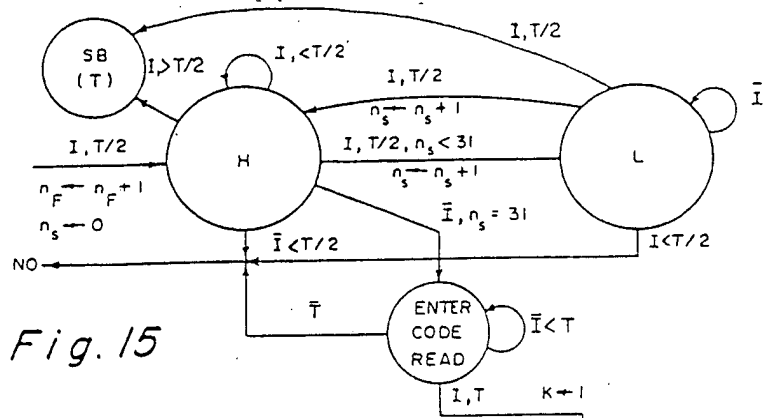 I, T/2
SB
(T)
I, >T/2
I, <T/2
I, T/2
n_s ← n_s + 1
Ī
I, T/2
H
I, T/2, n_s < 31
n_s ← n_s + 1
L
n_F ← n_F + 1
n_s ← 0
Ī, n_s = 31
Ī < T/2
I < T/2
NO
T̄
ENTER
CODE
READ
Ī < T
Fig. 15
I, T
K ← 1